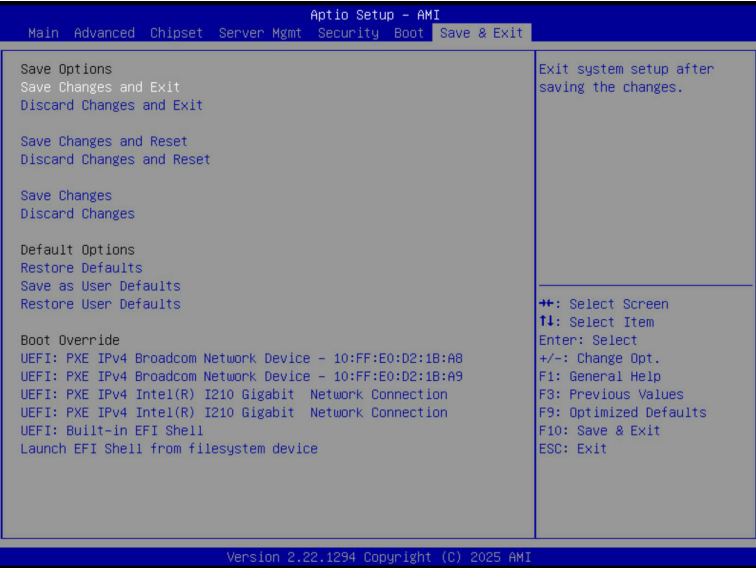 Aptio Setup – AMI
Main Advanced Chipset Server Mgmt Security Boot Save & Exit
Save Options
Save Changes and Exit
Discard Changes and Exit
Save Changes and Reset
Discard Changes and Reset
Save Changes
Discard Changes
Default Options
Restore Defaults
Save as User Defaults
Restore User Defaults
Boot Override
UEFI: PXE IPv4 Broadcom Network Device – 10:FF:E0:D2:1B:A8
UEFI: PXE IPv4 Broadcom Network Device – 10:FF:E0:D2:1B:A9
UEFI: PXE IPv4 Intel(R) I210 Gigabit  Network Connection
UEFI: PXE IPv4 Intel(R) I210 Gigabit  Network Connection
UEFI: Built-in EFI Shell
Launch EFI Shell from filesystem device
Exit system setup after
saving the changes.
→←: Select Screen
↑↓: Select Item
Enter: Select
+/-: Change Opt.
F1: General Help
F3: Previous Values
F9: Optimized Defaults
F10: Save & Exit
ESC: Exit
Version 2.22.1294 Copyright (C) 2025 AMI